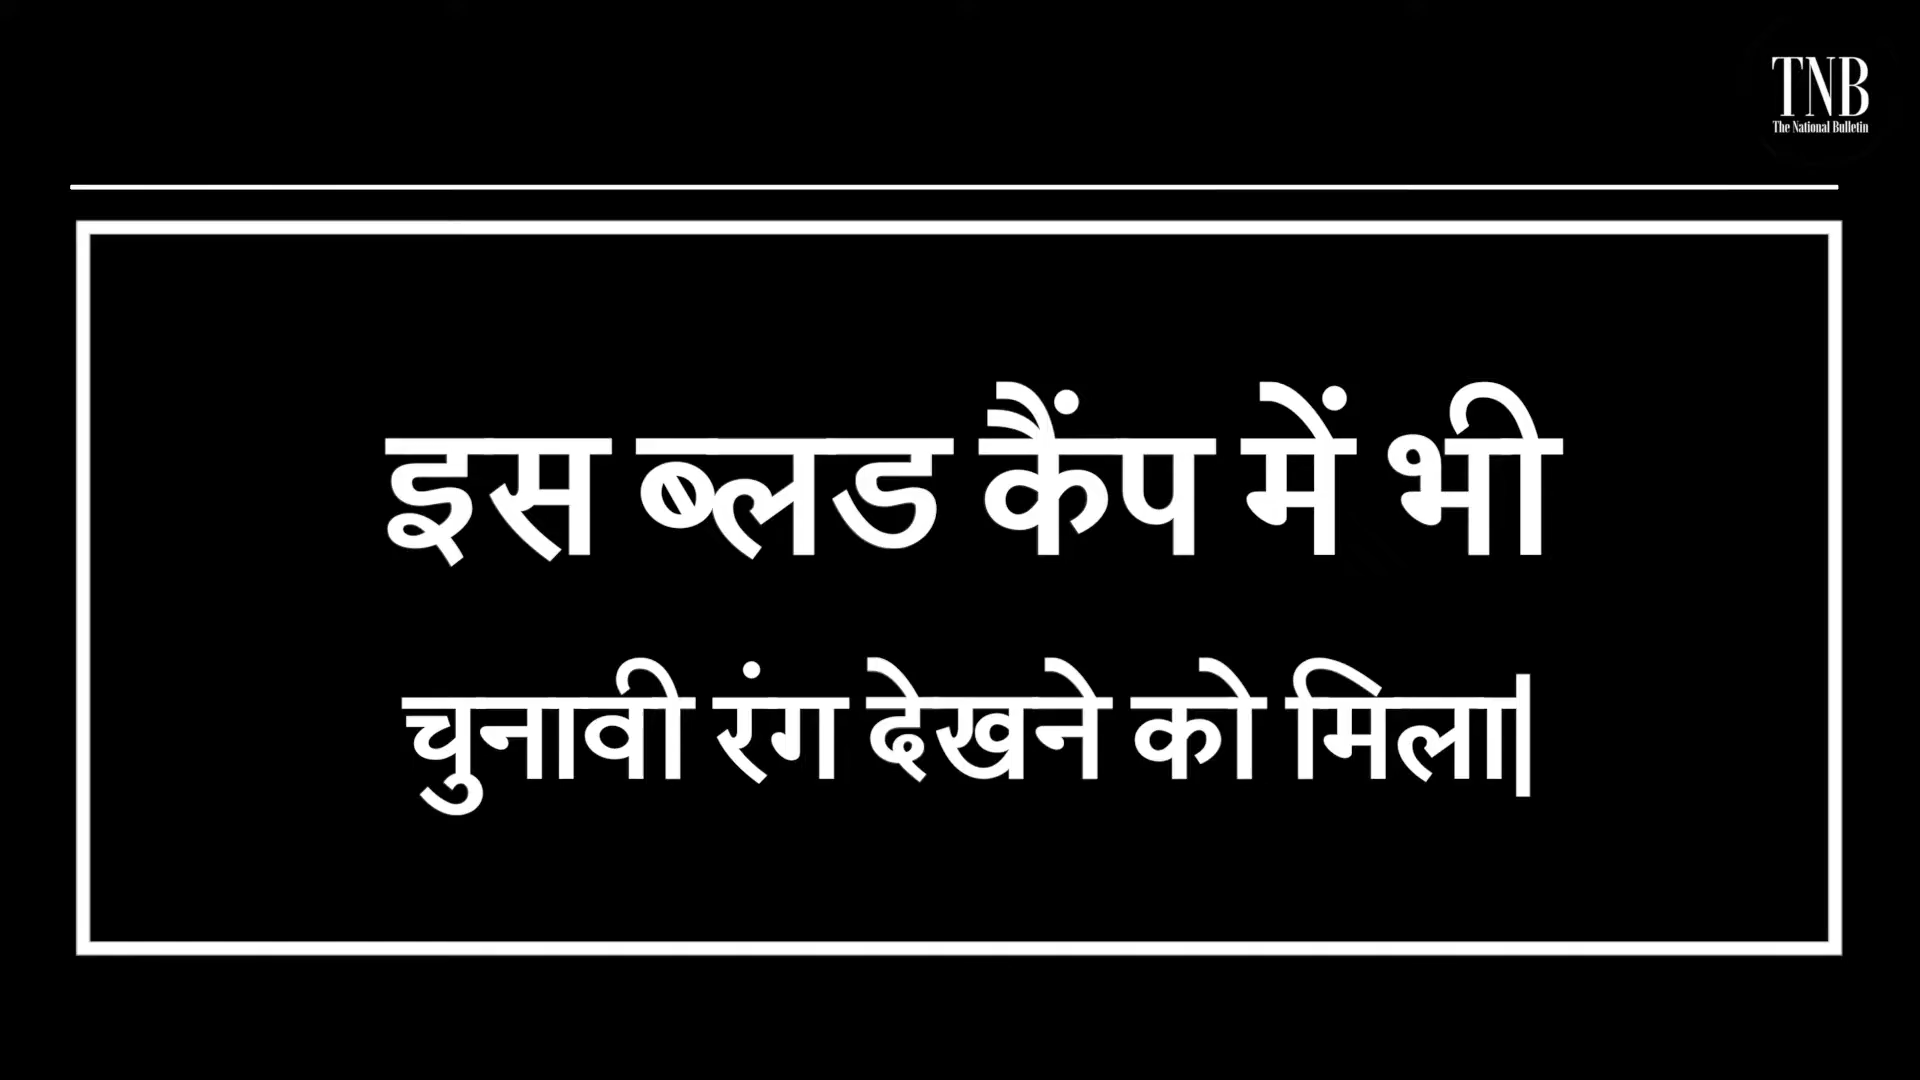 TNB
The National Bulletin
इस ब्लड कैंप में भी
चुनावी रंग देखने को मिला|